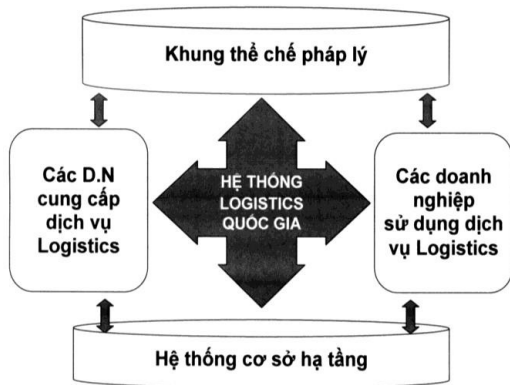 Khung thể chế pháp lý
Các D.N
cung cấp
dịch vụ
Logistics
HỆ THỐNG
LOGISTICS
QUỐC GIA
Các doanh
nghiệp
sử dụng dịch
vụ Logistics
Hệ thống cơ sở hạ tầng